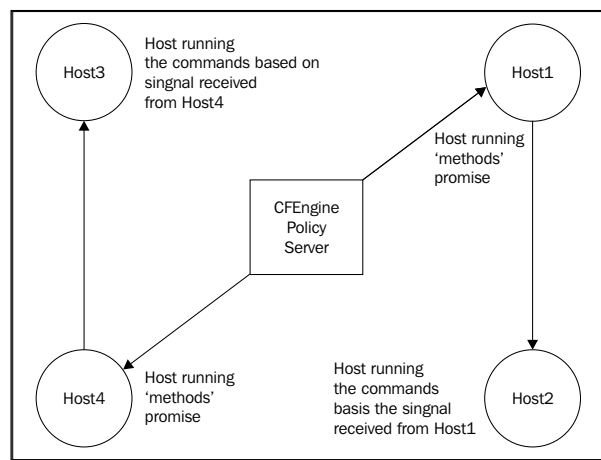 Host3
Host running
the commands based on
singnal received
from Host4
Host1
Host running
‘methods’
promise
CFEngine
Policy
Server
Host4
Host running
‘methods’
promise
Host running
the commands
basis the singnal
received from Host1
Host2